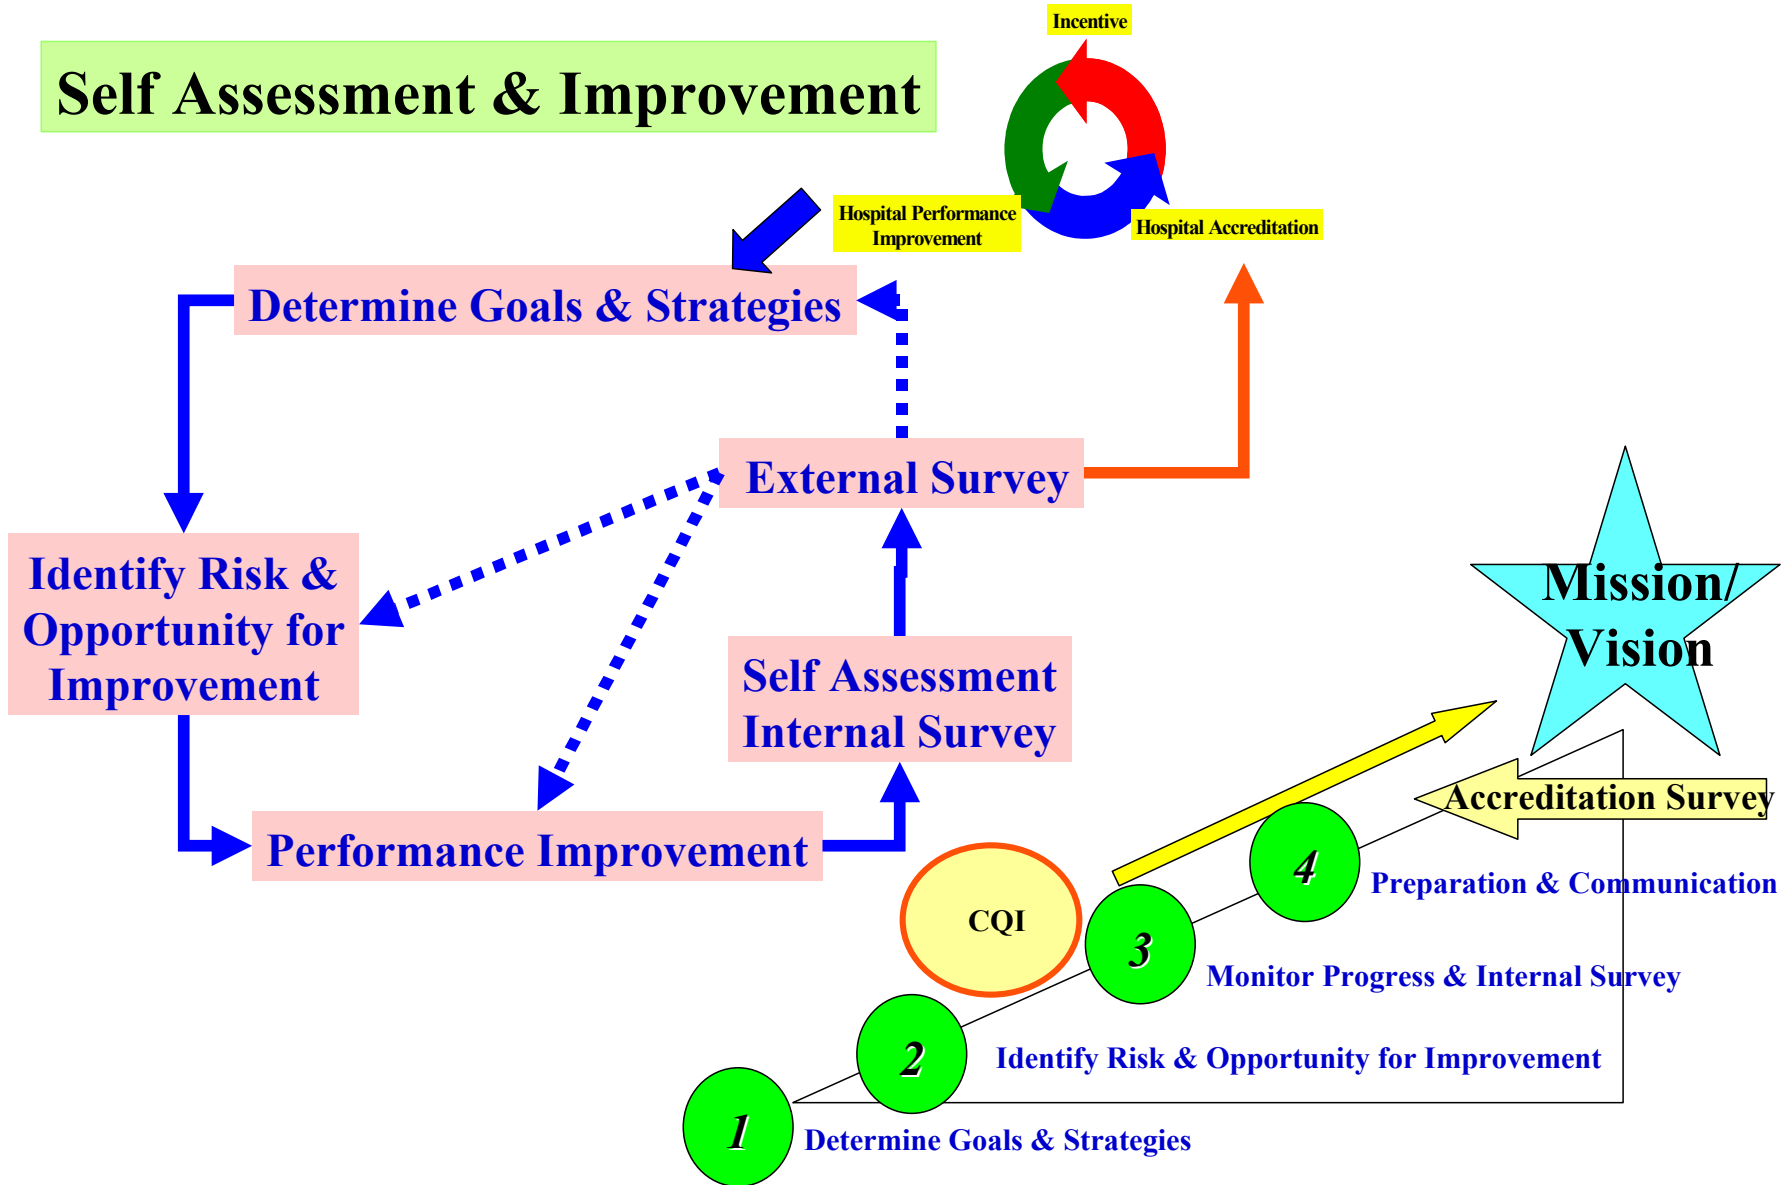 Incentive
Self Assessment & Improvement
Hospital Performance
Improvement
Hospital Accreditation
Determine Goals & Strategies
External Survey
Identify Risk &
Opportunity for
Improvement
Self Assessment
Internal Survey
Performance Improvement
Mission/
Vision
Accreditation Survey
4
Preparation & Communication
CQI
3
Monitor Progress & Internal Survey
2
Identify Risk & Opportunity for Improvement
1
Determine Goals & Strategies